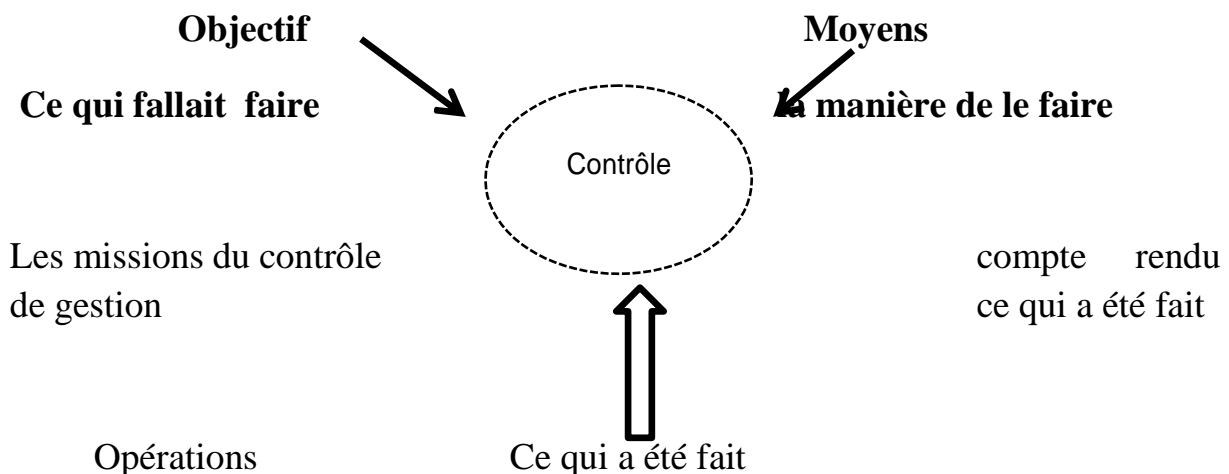 Objectif Moyens
Ce qui fallait faire la manière de le faire
Contrôle
Les missions du contrôle compte rendu
de gestion ce qui a été fait
Opérations Ce qui a été fait